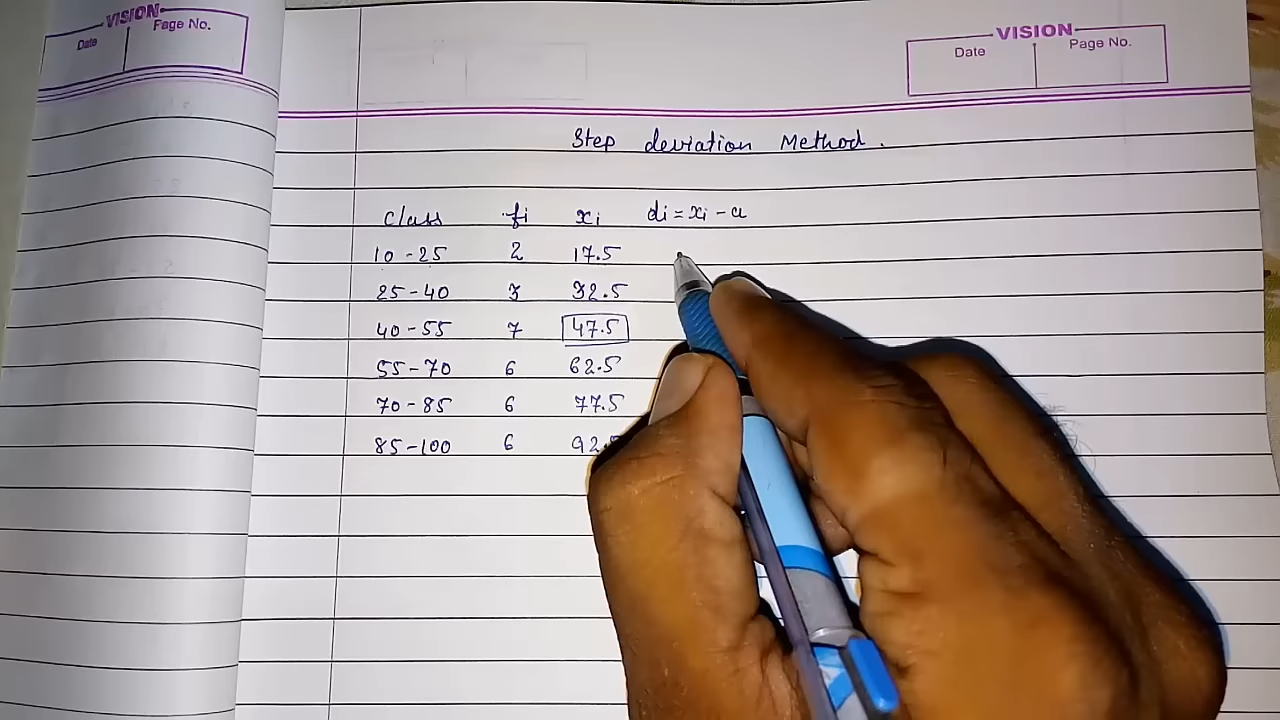 VISION
Date Page No.
VISION
Date Page No.
Step deviation Method.
Class fi xi di = xi - a
10-25 2 17.5
25-40 3 32.5
40-55 7 47.5
55-70 6 62.5
70-85 6 77.5
85-100 6 92.